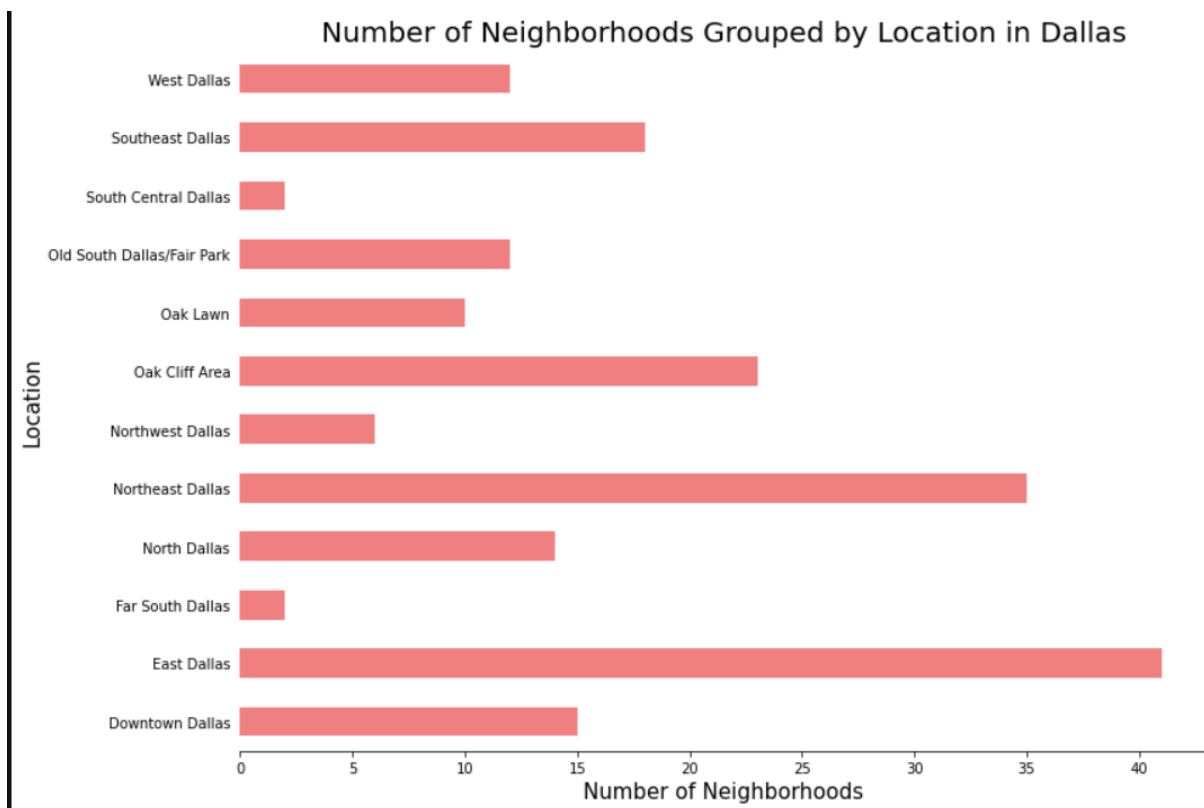 Number of Neighborhoods Grouped by Location in Dallas
West Dallas
Southeast Dallas
South Central Dallas
Old South Dallas/Fair Park
Oak Lawn
Oak Cliff Area
Northwest Dallas
Northeast Dallas
North Dallas
Far South Dallas
East Dallas
Downtown Dallas
Location
0 5 10 15 20 25 30 35 40
Number of Neighborhoods